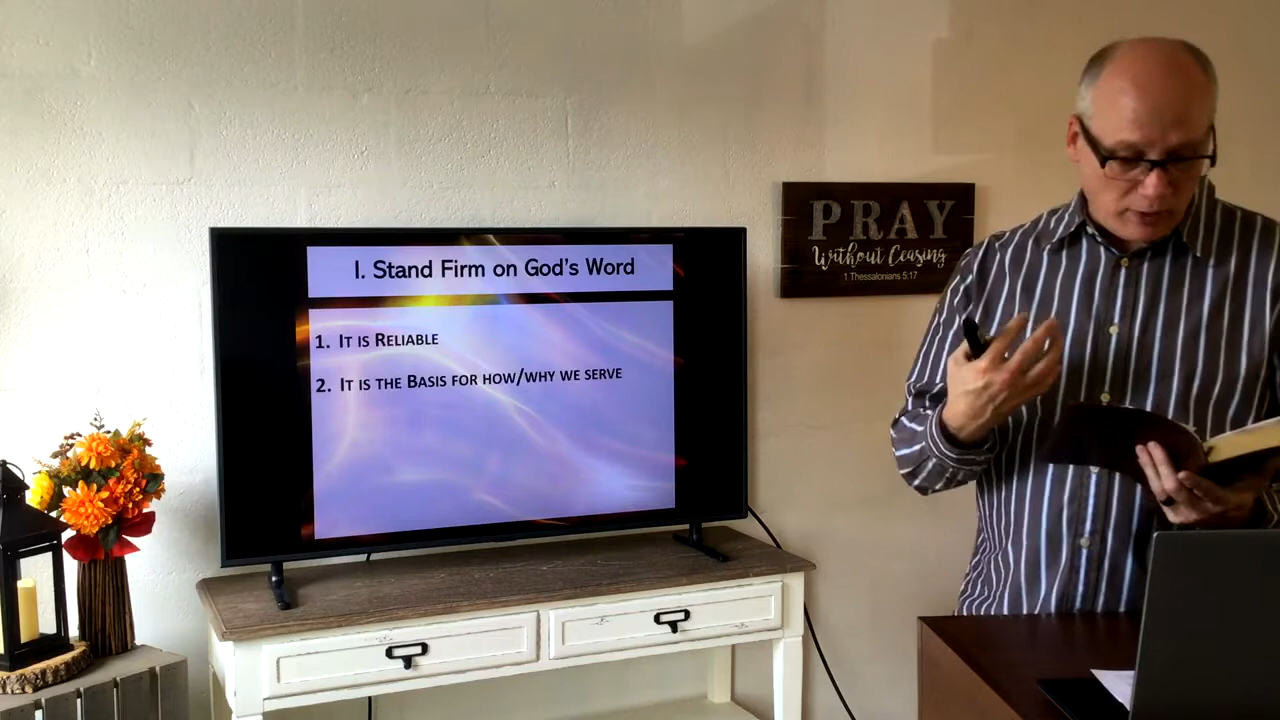 I. Stand Firm on God's Word
1. It is Reliable
2. It is the Basis for how/why we serve
PRAY
Without Ceasing
1 Thessalonians 5:17